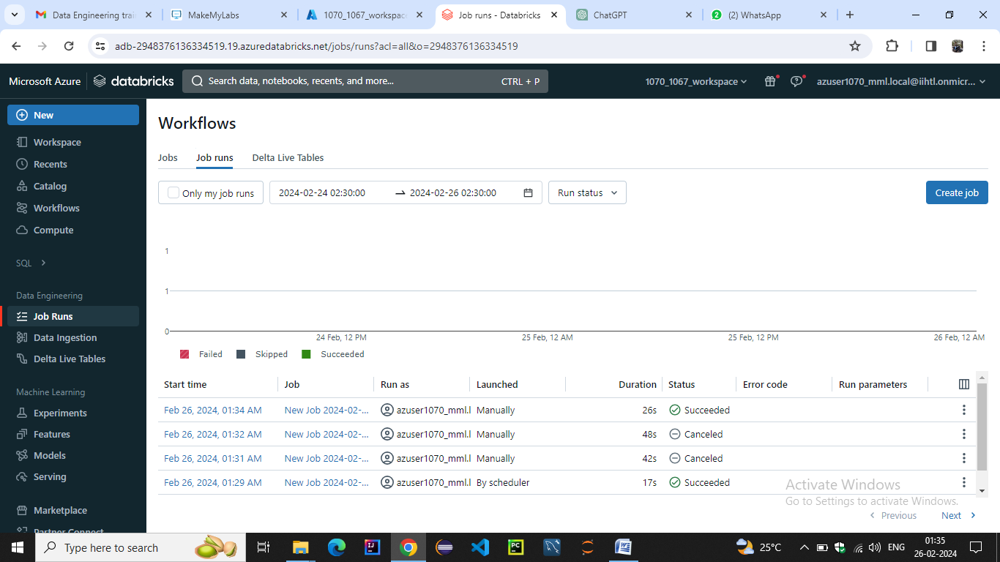 Data Engineering trai
MakeMyLabs
1070_1067_workspac
Job runs - Databricks
ChatGPT
2 (2) WhatsApp
adb-2948376136334519.19.azuredatabricks.net/jobs/runs?acl=all&o=2948376136334519
Microsoft Azure databricks
Search data, notebooks, recents, and more... CTRL + P
1070_1067_workspace
azuser1070_mml.local@iihtl.onmicr...
New
Workspace
Recents
Catalog
Workflows
Compute
SQL
Data Engineering
Job Runs
Data Ingestion
Delta Live Tables
Machine Learning
Experiments
Features
Models
Serving
Marketplace
Partner Connect
Workflows
Jobs Job runs Delta Live Tables
Only my job runs 2024-02-24 02:30:00 2024-02-26 02:30:00 Run status Create job
1
1
0
24 Feb, 12 PM 25 Feb, 12 AM 25 Feb, 12 PM 26 Feb, 12 AM
Failed Skipped Succeeded
Start time Job Run as Launched Duration Status Error code Run parameters
Feb 26, 2024, 01:34 AM New Job 2024-02-... azuser1070_mml.l Manually 26s Succeeded
Feb 26, 2024, 01:32 AM New Job 2024-02-... azuser1070_mml.l Manually 48s Canceled
Feb 26, 2024, 01:31 AM New Job 2024-02-... azuser1070_mml.l Manually 42s Canceled
Feb 26, 2024, 01:29 AM New Job 2024-02-... azuser1070_mml.l By scheduler 17s Succeeded
Activate Windows
Go to Settings to activate Windows.
Previous Next
Type here to search
IJ
PC
W
25°C
ENG
01:35
26-02-2024